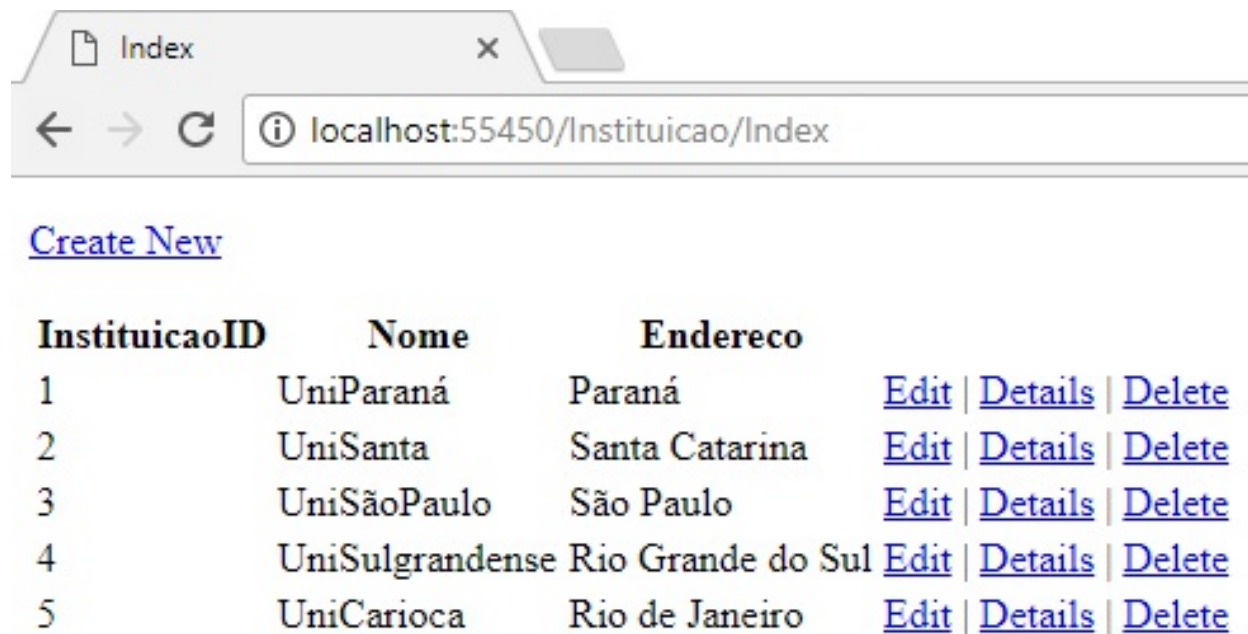 Index
localhost:55450/Instituicao/Index
Create New
InstituicaoID Nome Endereco
1 UniParaná Paraná Edit | Details | Delete
2 UniSanta Santa Catarina Edit | Details | Delete
3 UniSãoPaulo São Paulo Edit | Details | Delete
4 UniSulgrandense Rio Grande do Sul Edit | Details | Delete
5 UniCarioca Rio de Janeiro Edit | Details | Delete